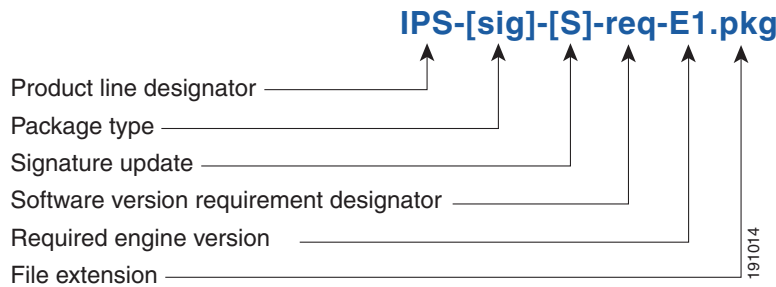 IPS-[sig]-[S]-req-E1.pkg
Product line designator
Package type
Signature update
Software version requirement designator
Required engine version
File extension
191014